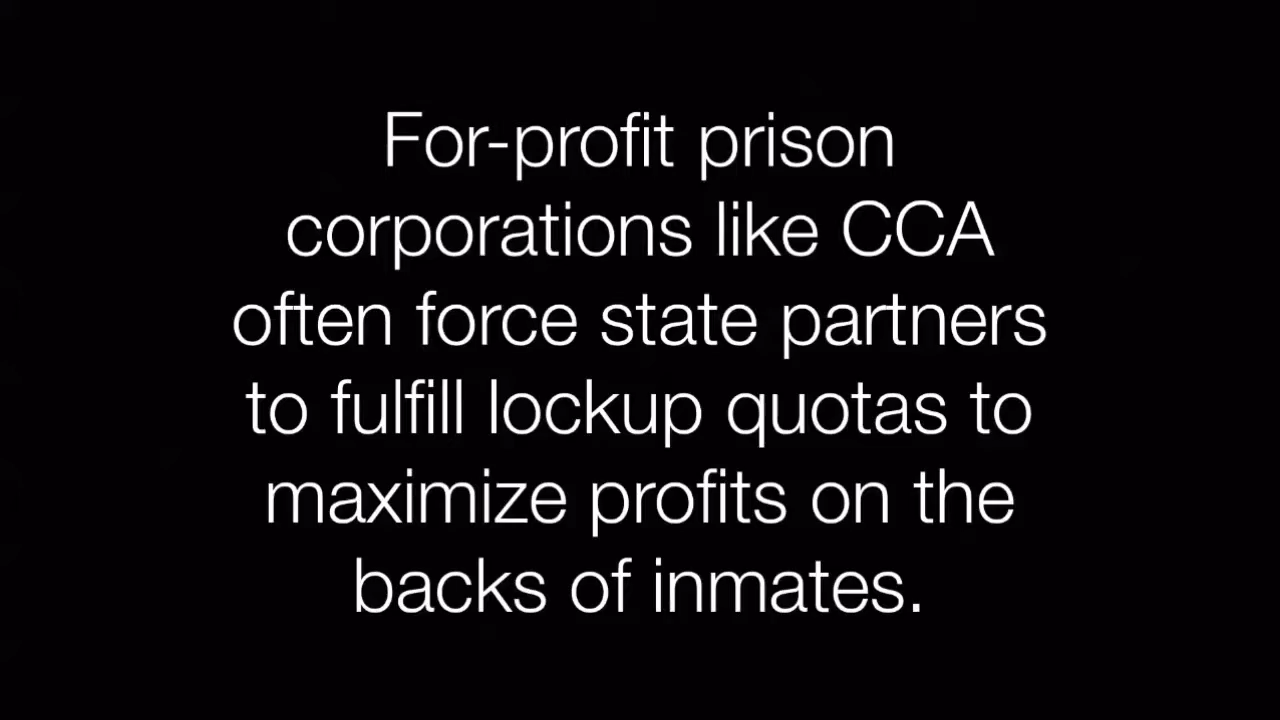 For-profit prison
corporations like CCA
often force state partners
to fulfill lockup quotas to
maximize profits on the
backs of inmates.